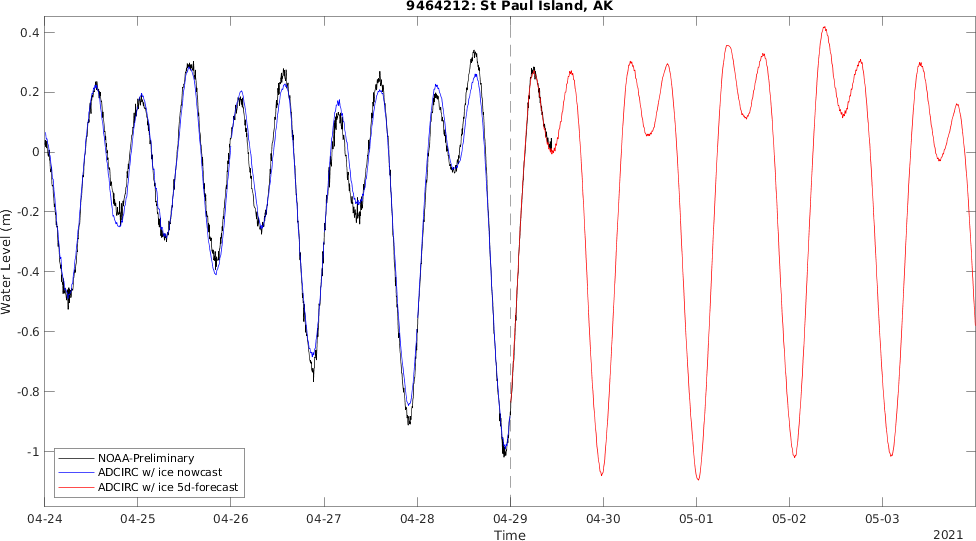 9464212: St Paul Island, AK
0.4
0.2
0
-0.2
-0.4
-0.6
-0.8
-1
Water Level (m)
NOAA-Preliminary
ADCIRC w/ ice nowcast
ADCIRC w/ ice 5d-forecast
04-24 04-25 04-26 04-27 04-28 04-29 04-30 05-01 05-02 05-03
Time
2021